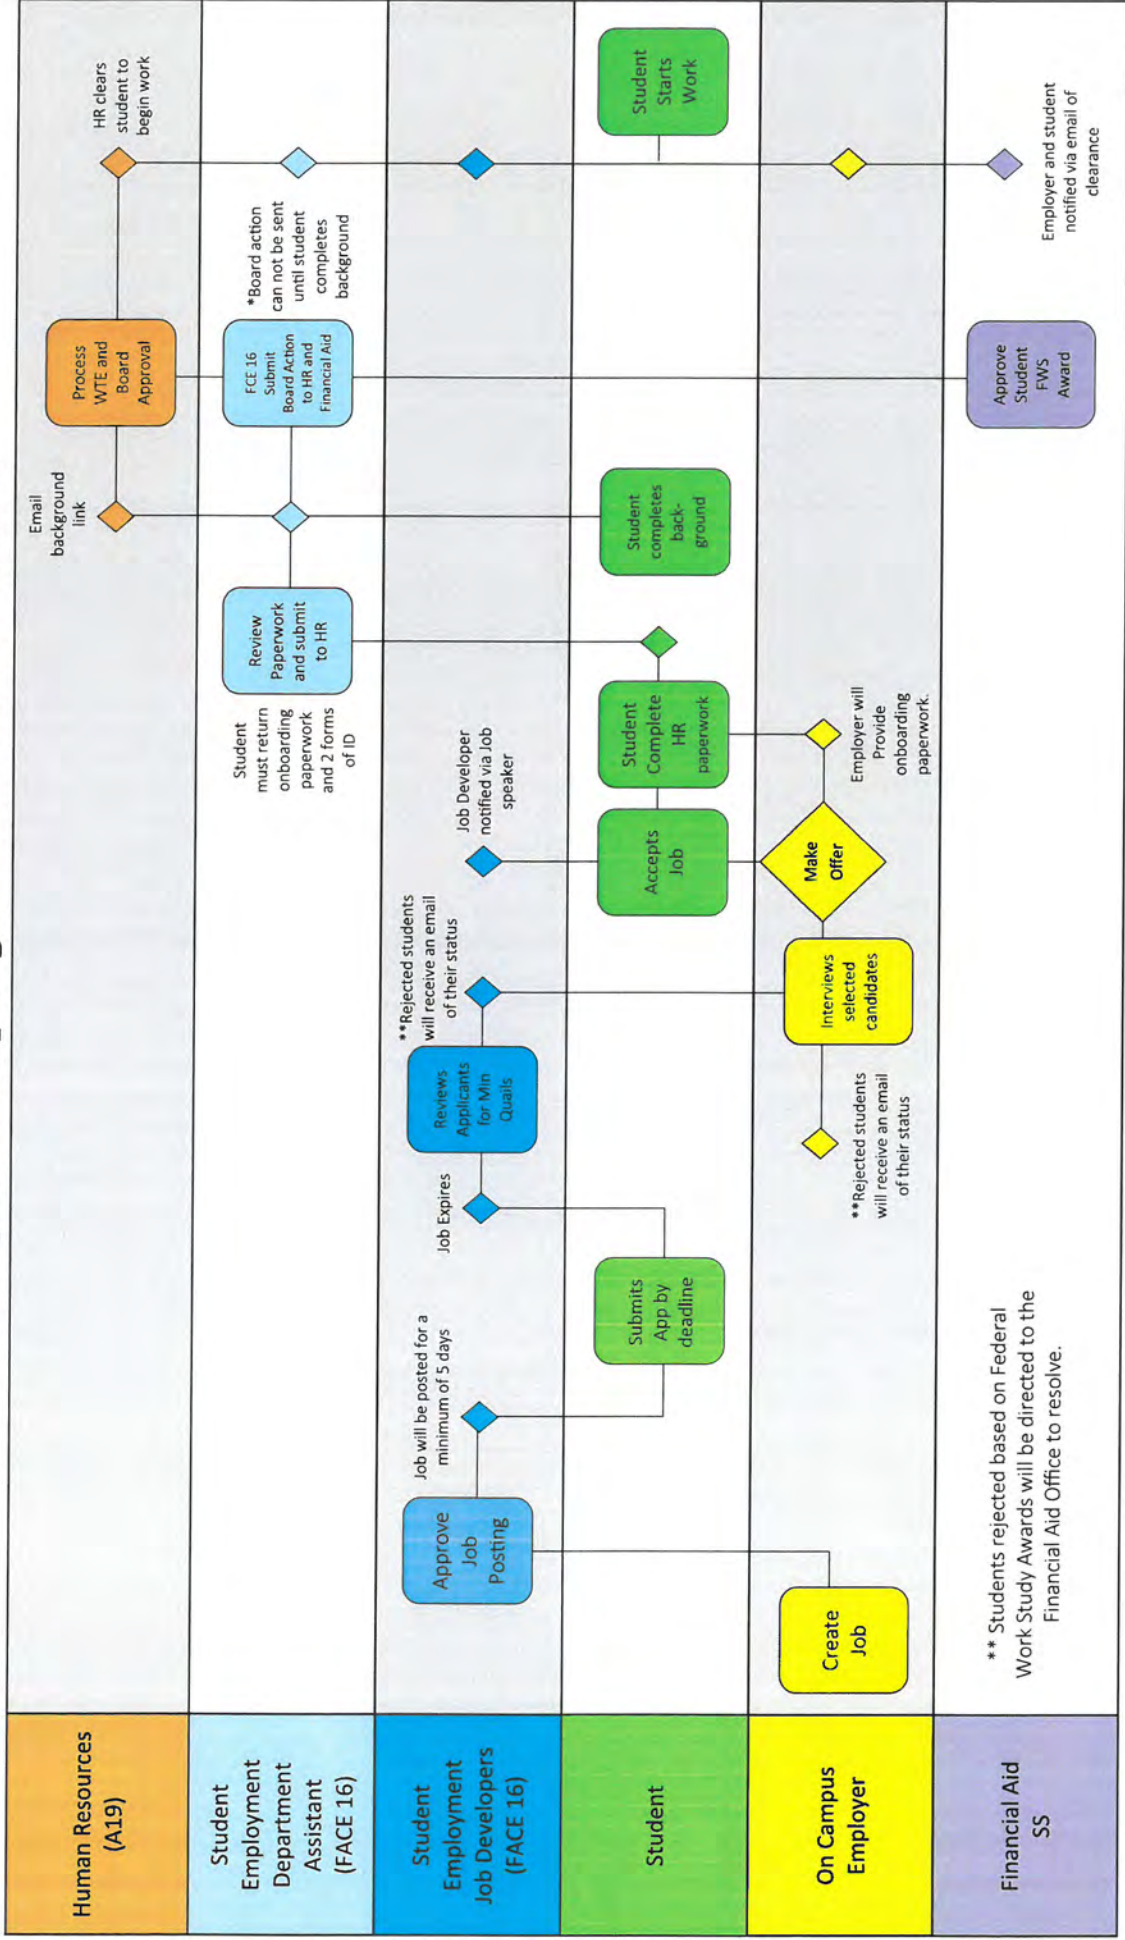 Human Resources
(A19)
Email
background
link
Process
WTE and
Board
Approval
HR clears
student to
begin work
Student
Employment
Department
Assistant
(FACE 16)
Student
must return
onboarding
paperwork
and 2 forms
of ID
Review
Paperwork
and submit
to HR
FCE 16
Submit
Board Action
to HR and
Financial Aid
*Board action
can not be sent
until student
completes
background
Student
Employment
Job Developers
(FACE 16)
Approve
Job
Posting
Job will be posted for a
minimum of 5 days
Job Expires
Reviews
Applicants
for Min
Quails
**Rejected students
will receive an email
of their status
Job Developer
notified via Job
speaker
Student
Submits
App by
deadline
Accepts
Job
Student
Complete
HR
paperwork
Student
completes
back-
ground
Student
Starts
Work
On Campus
Employer
Create
Job
**Rejected students
will receive an email
of their status
Interviews
selected
candidates
Make
Offer
Employer will
Provide
onboarding
paperwork.
Financial Aid
SS
** Students rejected based on Federal
Work Study Awards will be directed to the
Financial Aid Office to resolve.
Approve
Student
FWS
Award
Employer and student
notified via email of
clearance